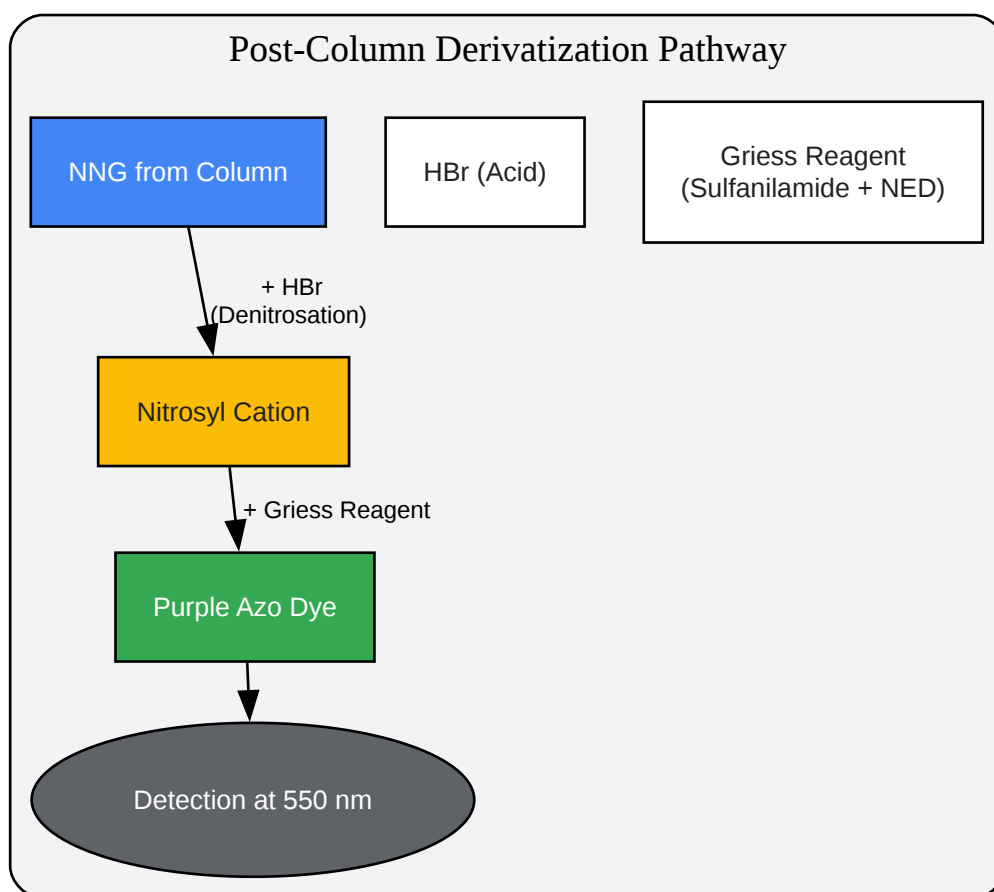 Post-Column Derivatization Pathway
NNG from Column
HBr (Acid)
Griess Reagent
(Sulfanilamide + NED)
+ HBr
(Denitrosation)
Nitrosyl Cation
+ Griess Reagent
Purple Azo Dye
Detection at 550 nm